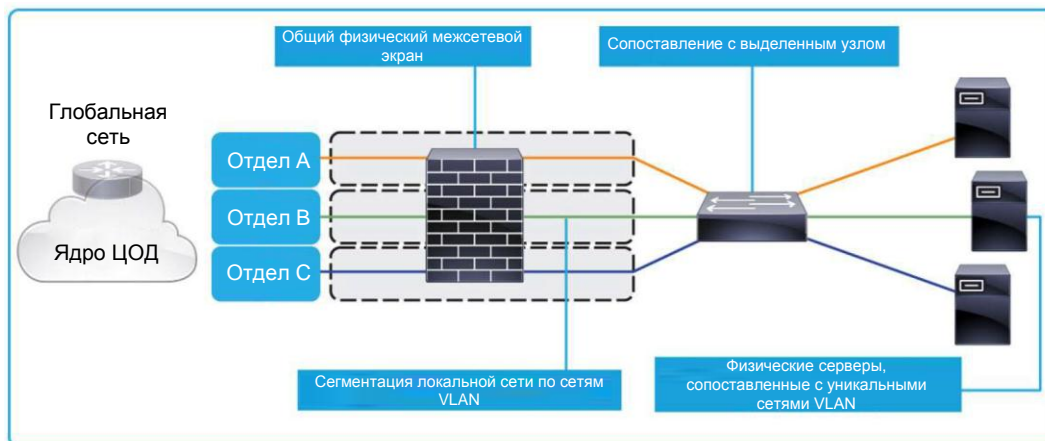 Общий физический межсетевой
экран
Сопоставление с выделенным узлом
Глобальная
сеть
Ядро ЦОД
Отдел A
Отдел B
Отдел C
Сегментация локальной сети по сетям
VLAN
Физические серверы,
сопоставленные с уникальными
сетями VLAN